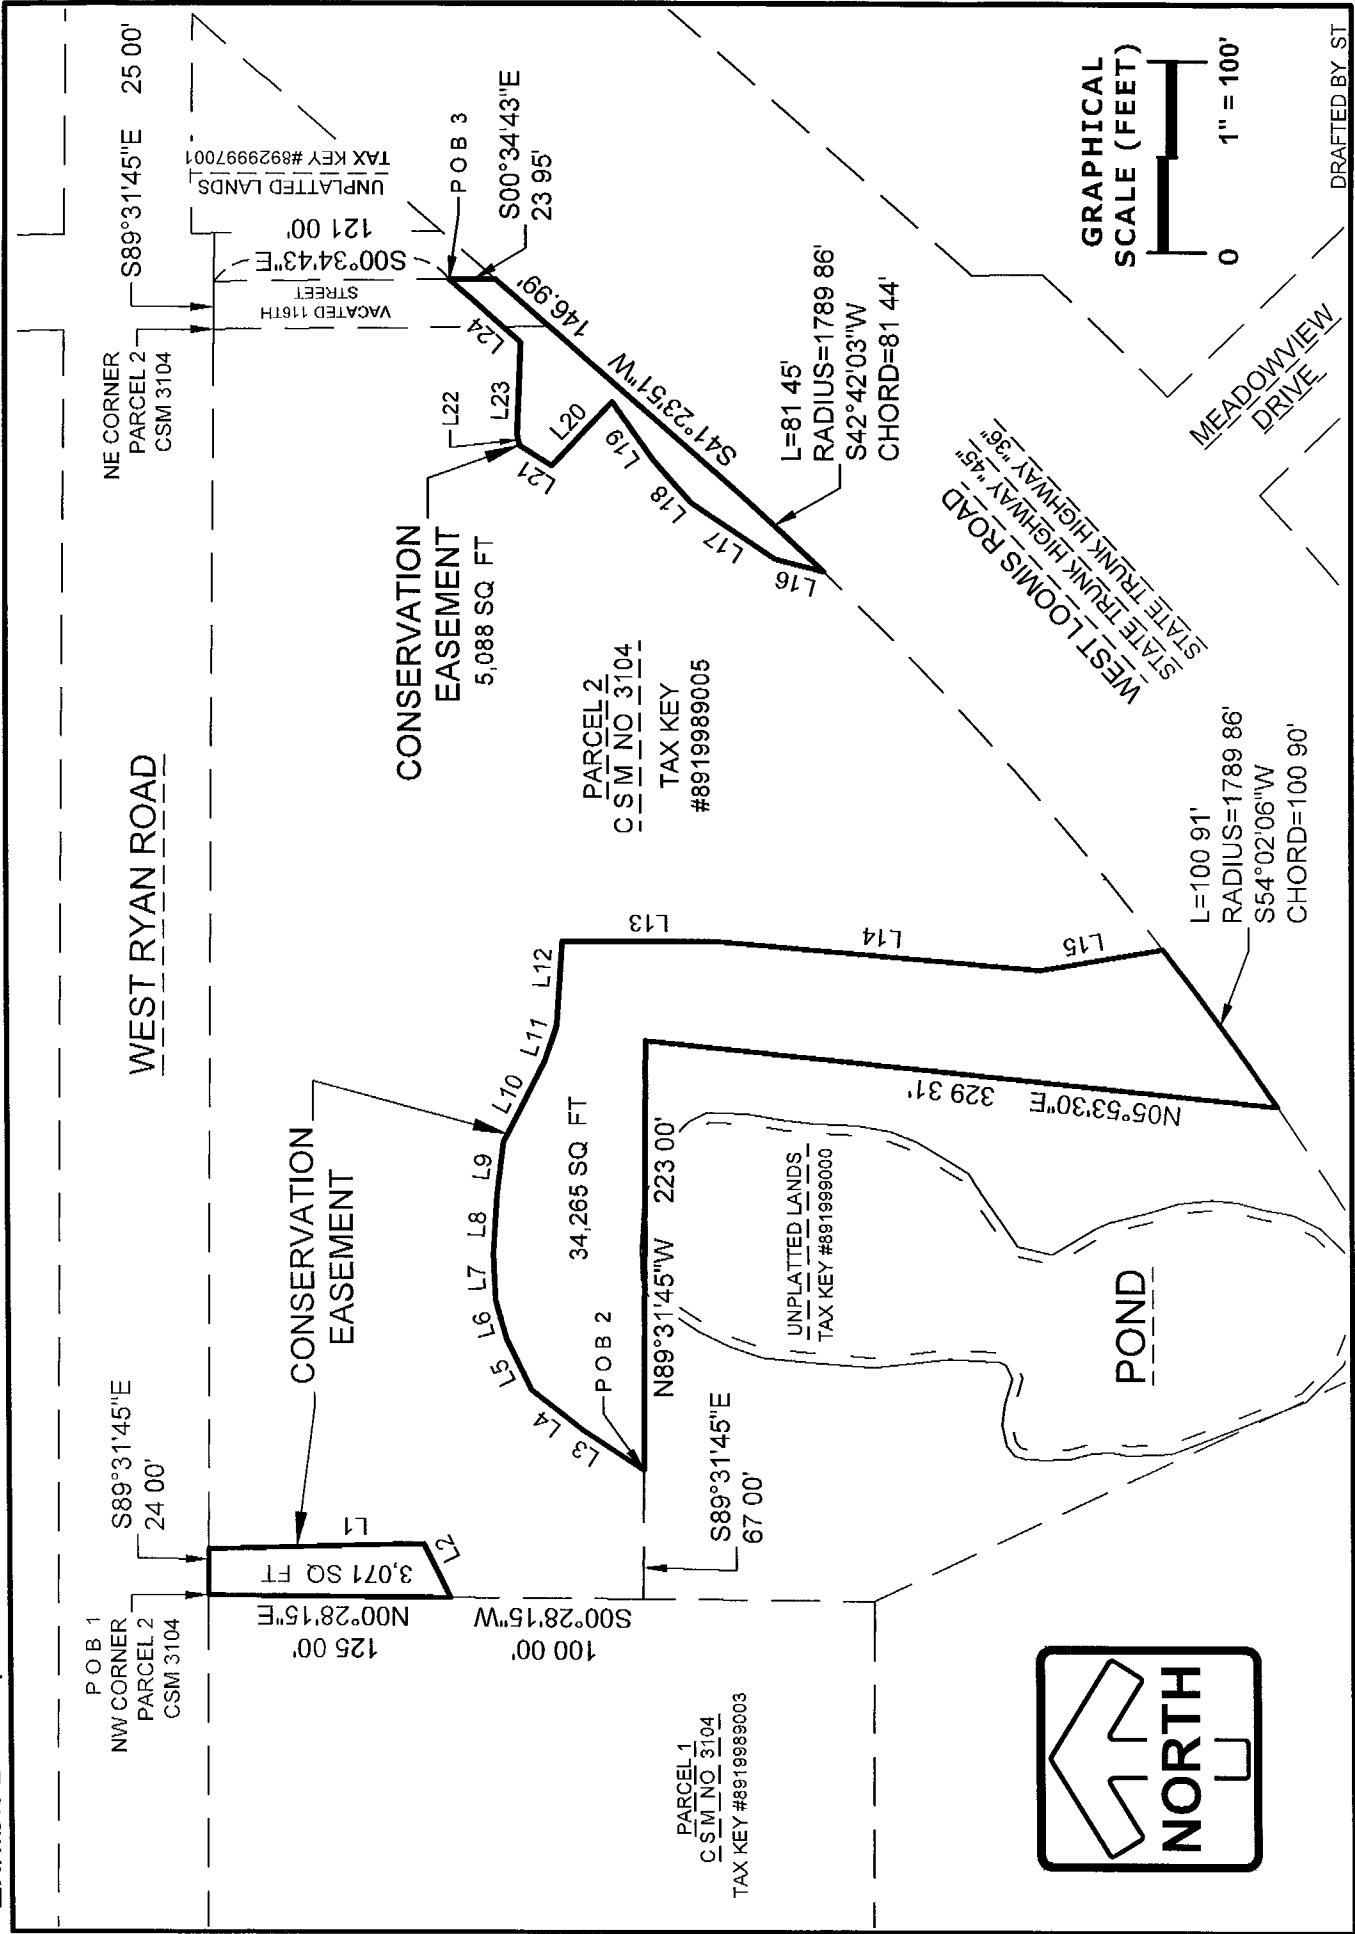 WEST RYAN ROAD
P O B 1
NW CORNER
PARCEL 2
CSM 3104
S89°31'45"E
24 00'
CONSERVATION
EASEMENT
NE CORNER
PARCEL 2
CSM 3104
S89°31'45"E 25 00'
UNPLATTED LANDS
TAX KEY #8929997001
VACATED 116TH
STREET
S00°34'43"E
121 00'
P O B 3
S00°34'43"E
23 95'
N00°28'15"E
125 00'
3,071 SQ FT
L1
L2
S00°28'15"W
100 00'
S89°31'45"E
67 00'
P O B 2
L3
L4
L5
L6
L7
L8
L9
L10
L11
L12
L13
L14
L15
34,265 SQ FT
N89°31'45"W 223 00'
N05°53'30"E 329 31'
L=100 91'
RADIUS=1789 86'
S54°02'06"W
CHORD=100 90'
CONSERVATION
EASEMENT
5,088 SQ FT
L16
L17
L18
L19
L20
L21
L22
L23
L24
S41°23'51"W 146.99'
L=81 45'
RADIUS=1789 86'
S42°42'03"W
CHORD=81 44'
PARCEL 2
C S M NO 3104
TAX KEY
#8919989005
WEST LOOMIS ROAD
STATE TRUNK HIGHWAY "45"
STATE TRUNK HIGHWAY "36"
MEADOWVIEW
DRIVE
UNPLATTED LANDS
TAX KEY #891999000
POND
PARCEL 1
C S M NO 3104
TAX KEY #8919989003
NORTH
GRAPHICAL
SCALE (FEET)
0 1" = 100'
DRAFTED BY ST